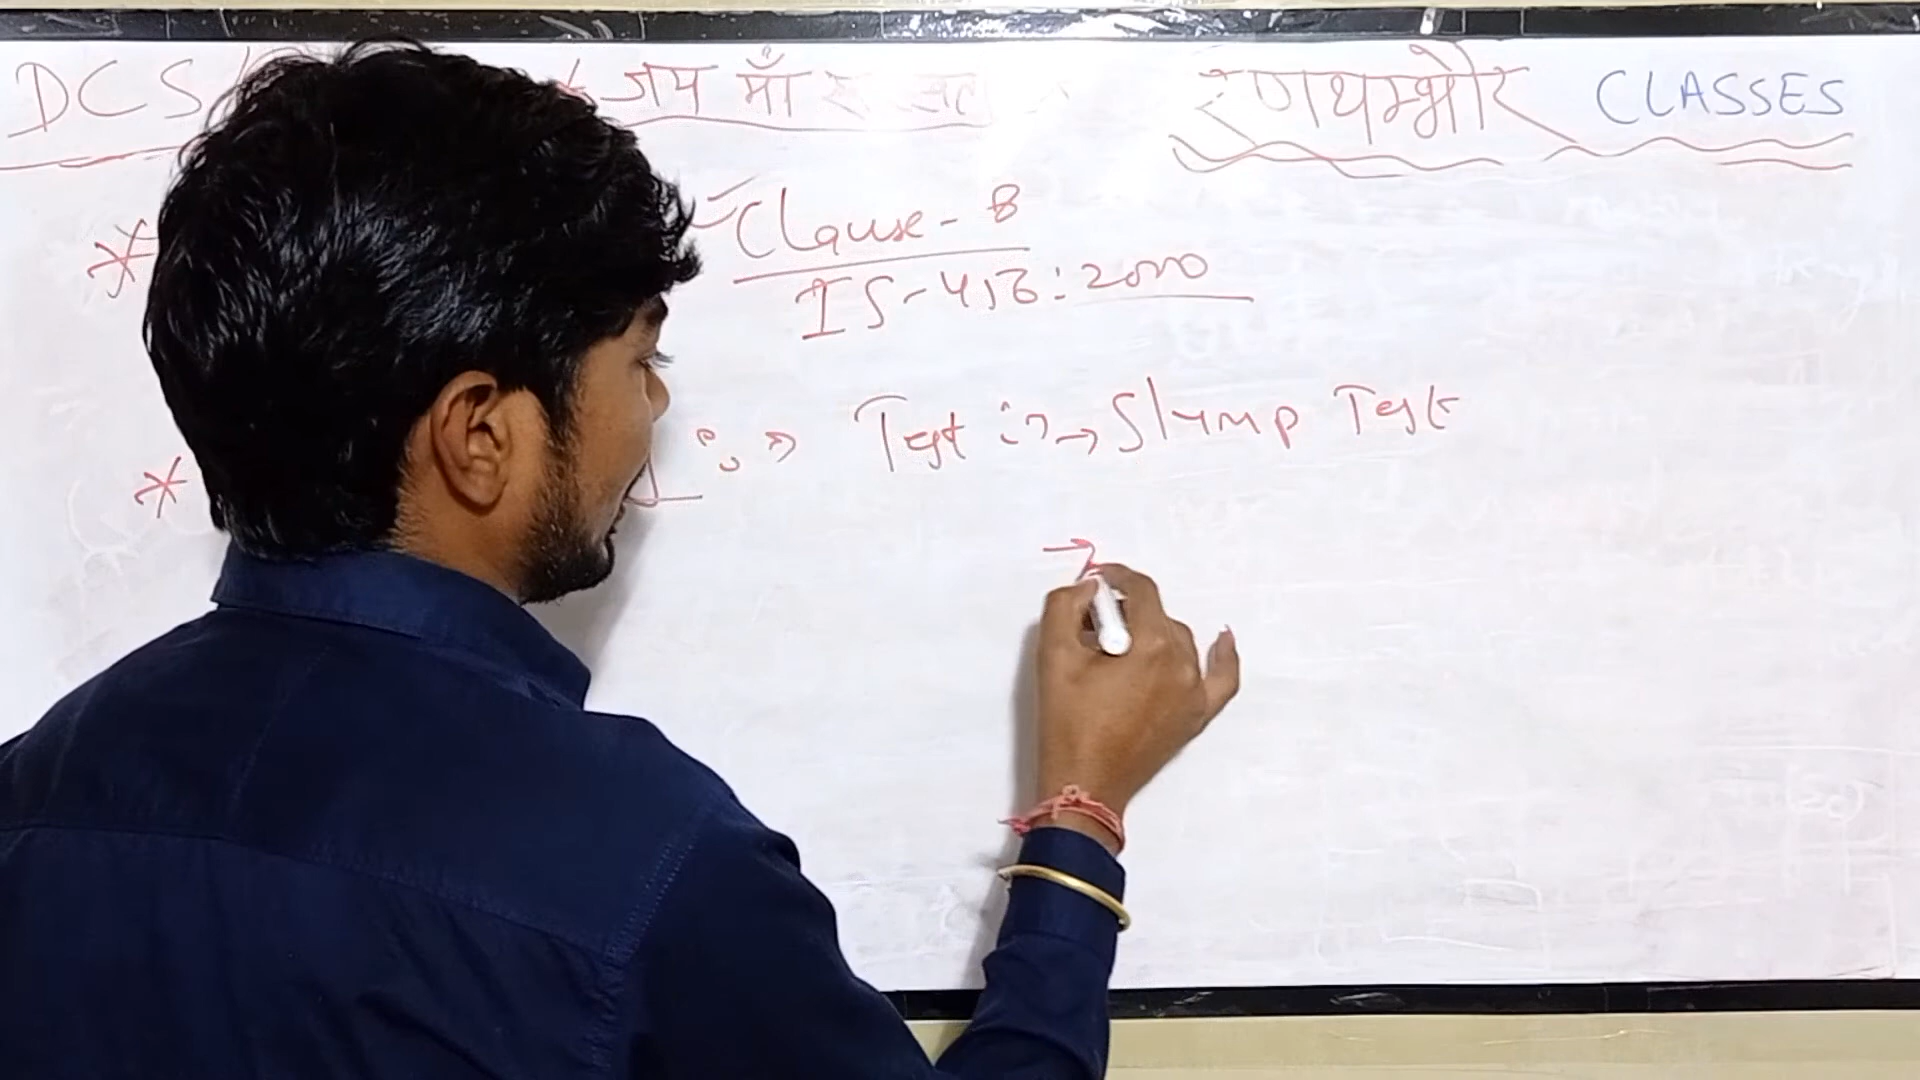 DCS/ जय माँ रणथम्भौर CLASSES
* Clause-8
IS-456:2000
* :→ Test :→ Slump Test
→